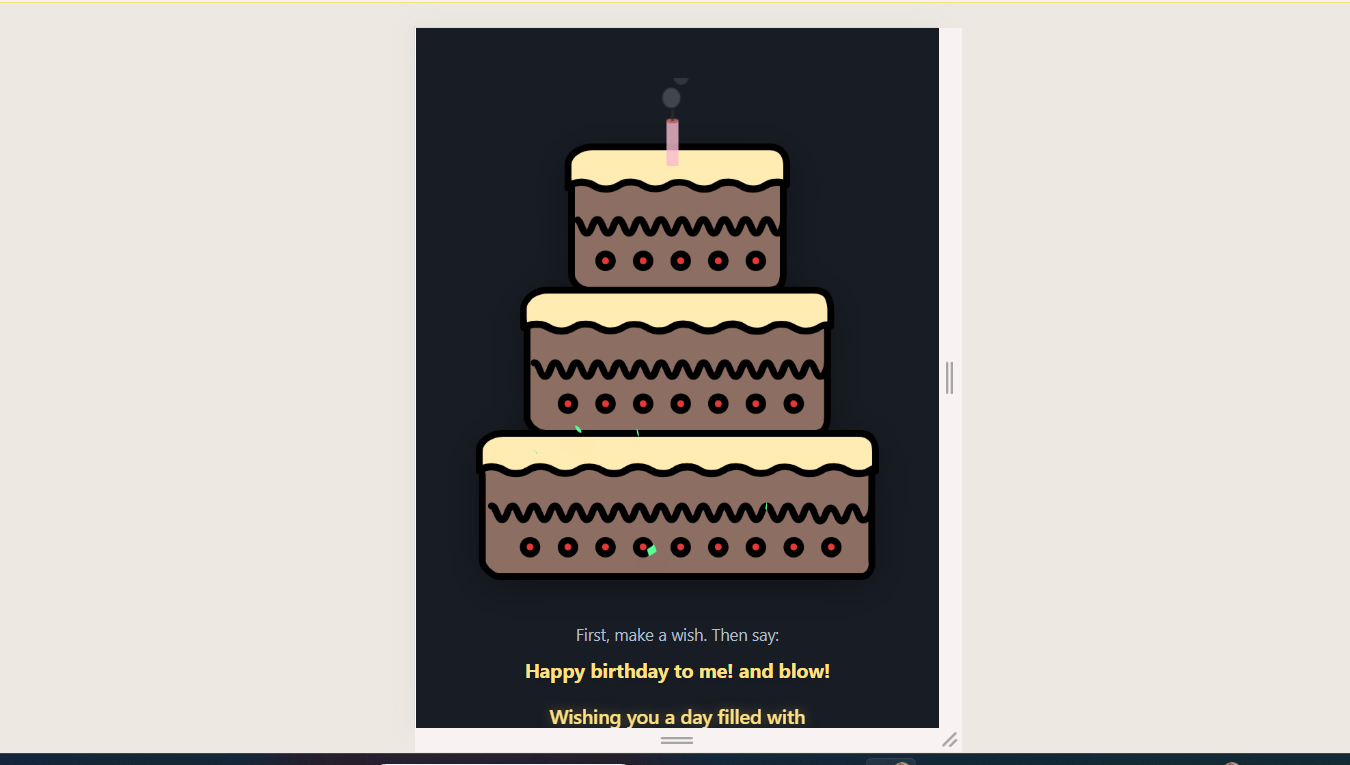 First, make a wish. Then say:
Happy birthday to me! and blow!
Wishing you a day filled with